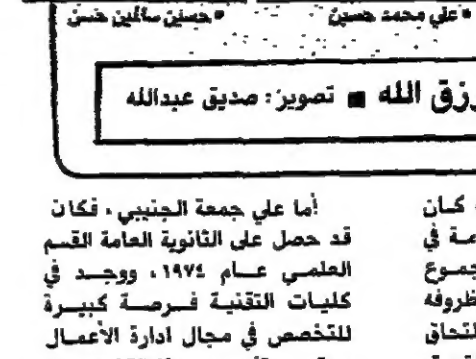 ■ علي محمد حسين
■ حسين سالمين حسن
رزق الله ■ تصوير: صديق عبدالله
كان
مة في
جموع
ظروفه
لتحاق
أما علي جمعة الجنيبي، فكان
قد حصل على الثانوية العامة القسم
العلمي عام ١٩٧٤، ووجد في
كليات التقنية فرصة كبيرة
للتخصص في مجال ادارة الأعمال